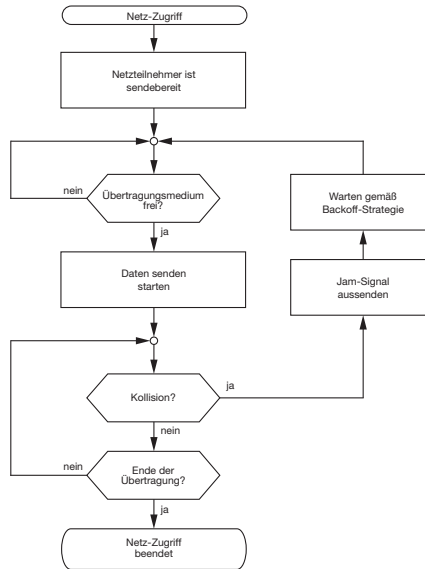 Netz-Zugriff
Netzteilnehmer ist
sendebereit
nein
Übertragungsmedium
frei?
ja
Warten gemäß
Backoff-Strategie
Daten senden
starten
Jam-Signal
aussenden
Kollision?
ja
nein
nein
Ende der
Übertragung?
ja
Netz-Zugriff
beendet